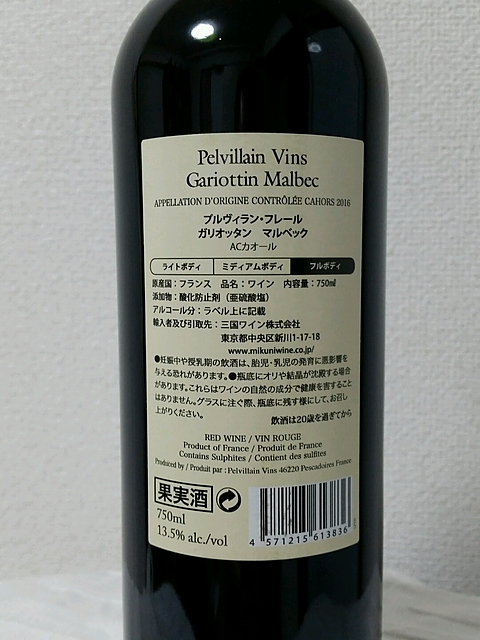 Pelvillain Vins
Gariottin Malbec
APPELLATION D'ORIGINE CONTRÔLÉE CAHORS 2016
プルヴィラン・フレール
ガリオッタン マルベック
ACカオール
ライトボディ ミディアムボディ フルボディ
原産国：フランス 品名：ワイン 内容量：750ml
添加物：酸化防止剤（亜硫酸塩）
アルコール分：ラベル上に記載
輸入者及び引取先：三国ワイン株式会社
東京都中央区新川1-17-18
www.mikuniwine.co.jp/
●妊娠中や授乳期の飲酒は、胎児・乳児の発育に悪影響を
与える恐れがあります。●瓶底にオリや結晶が沈殿する場合
があります。これらはワインの自然の成分で健康を害すること
はありません。グラスに注ぐ際、瓶底に残す様にして、お召し
上がりください。
飲酒は20歳を過ぎてから
RED WINE / VIN ROUGE
Product of France / Produit de France
Contains Sulphites / Contient des sulfites
Produced by / Produit par : Pelvillain Vins 46220 Pescadoires France
果実酒
750ml
13.5% alc./vol
4 571215 613836